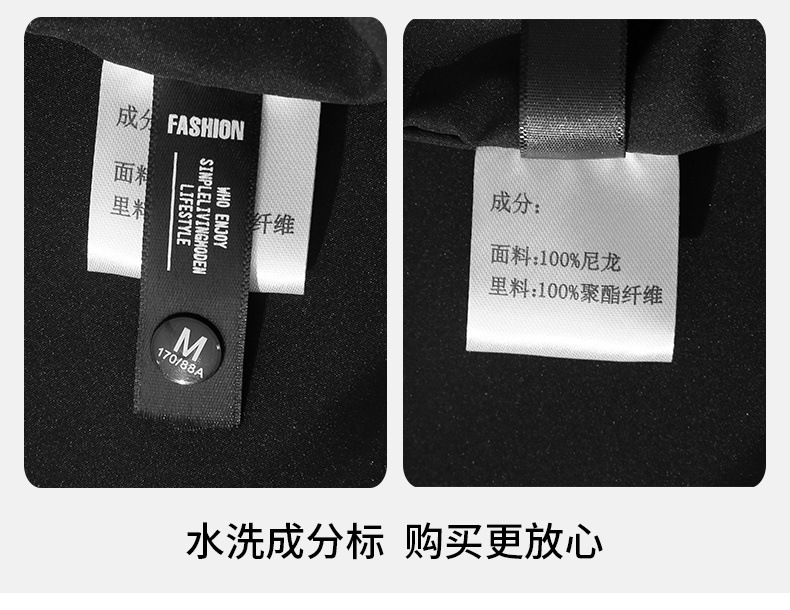 成分
面料
里料
纤维
FASHION
WHO ENJOY
SINPLELIVINGMODEN
LIFESTYLE
M
170/88A
成分：
面料:100%尼龙
里料:100%聚酯纤维
水洗成分标 购买更放心